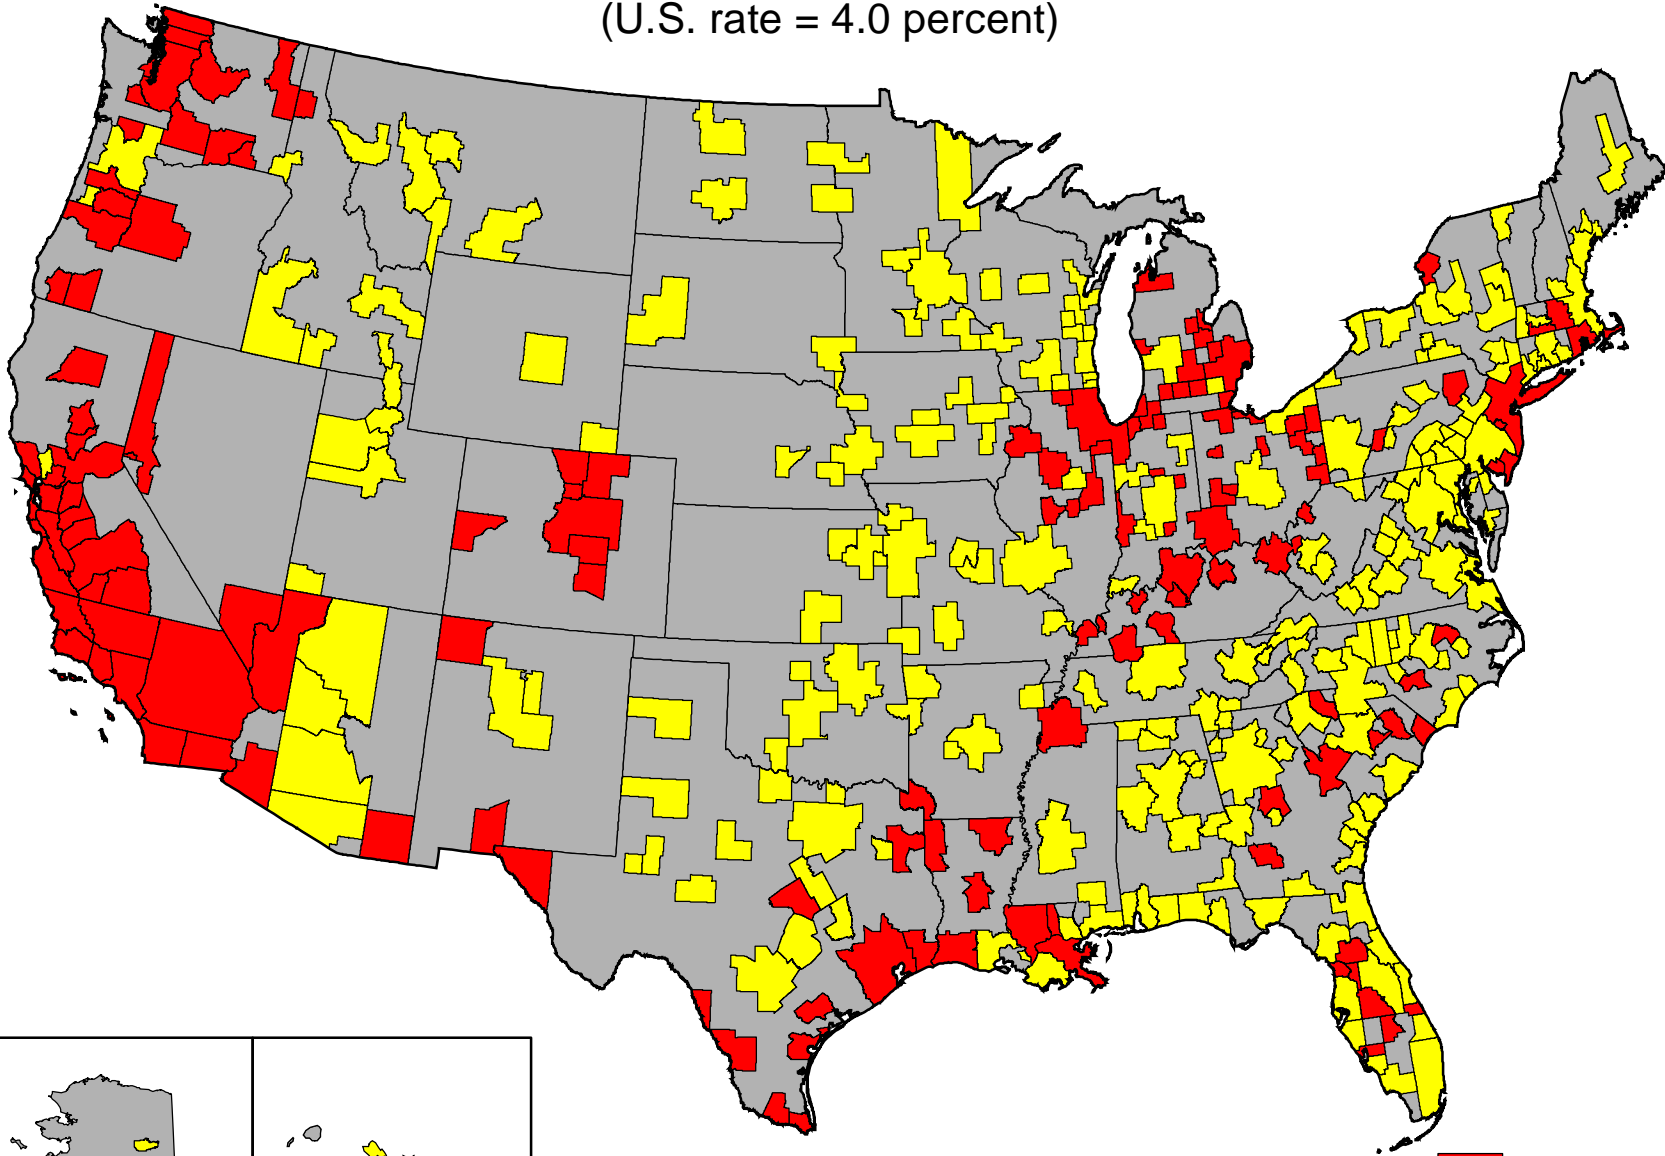 (U.S. rate = 4.0 percent)